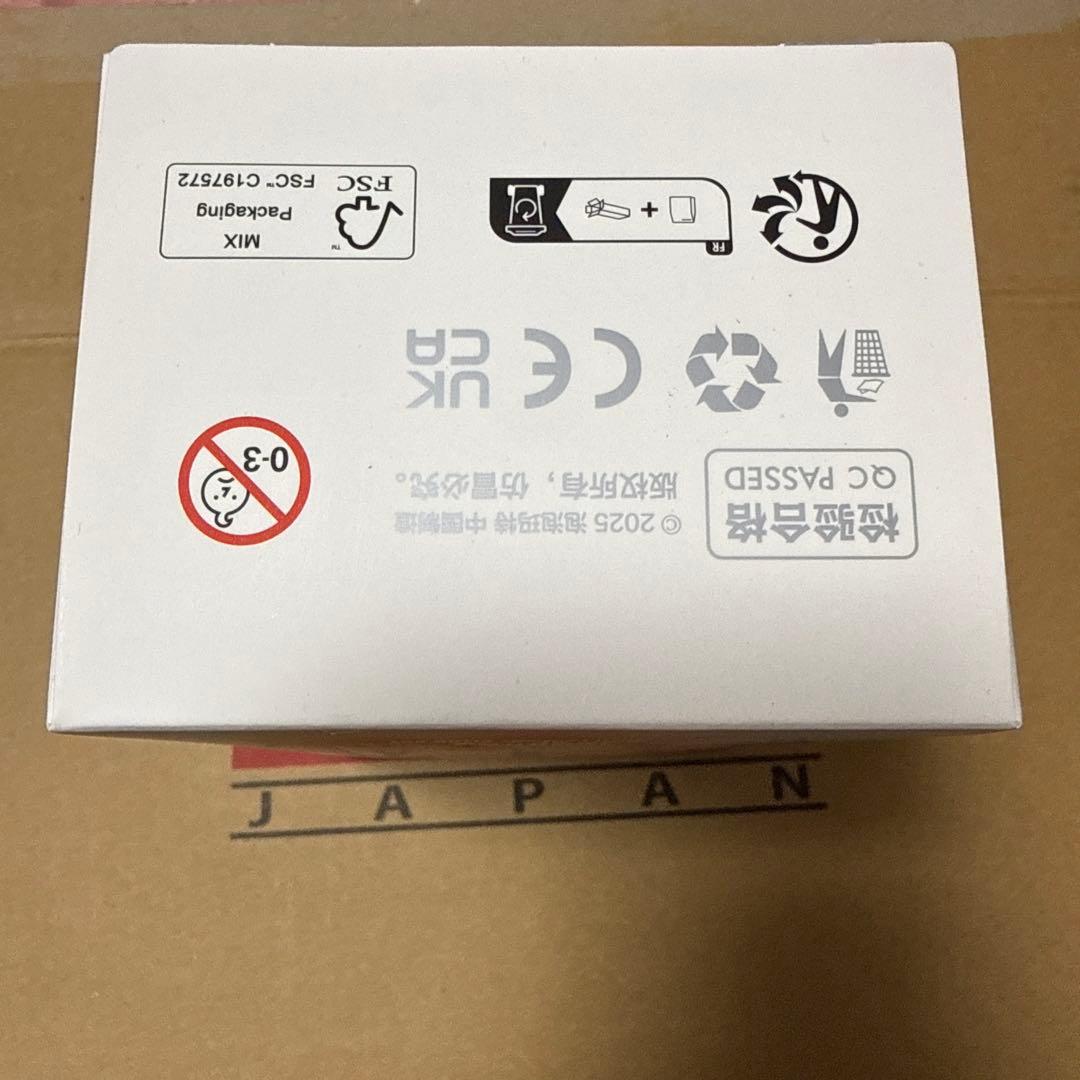 检验合格
QC PASSED
© 2025 泡泡玛特 中国制造
版权所有，仿冒必究。
0-3
UK
CA
CE
FR
+
MIX
Packaging
FSC
FSC™ C197572
™
JAPAN